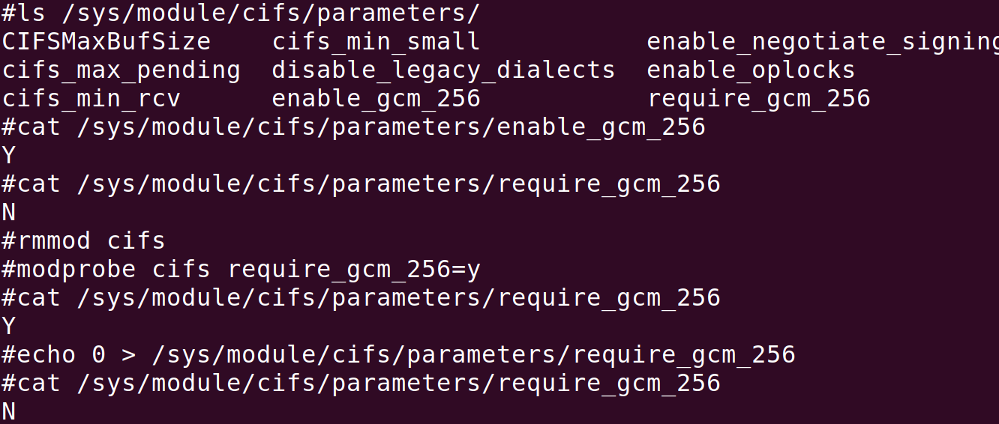 #ls /sys/module/cifs/parameters/
CIFSMaxBufSize    cifs_min_small           enable_negotiate_signing
cifs_max_pending  disable_legacy_dialects  enable_oplocks
cifs_min_rcv      enable_gcm_256           require_gcm_256
#cat /sys/module/cifs/parameters/enable_gcm_256
Y
#cat /sys/module/cifs/parameters/require_gcm_256
N
#rmmod cifs
#modprobe cifs require_gcm_256=y
#cat /sys/module/cifs/parameters/require_gcm_256
Y
#echo 0 > /sys/module/cifs/parameters/require_gcm_256
#cat /sys/module/cifs/parameters/require_gcm_256
N